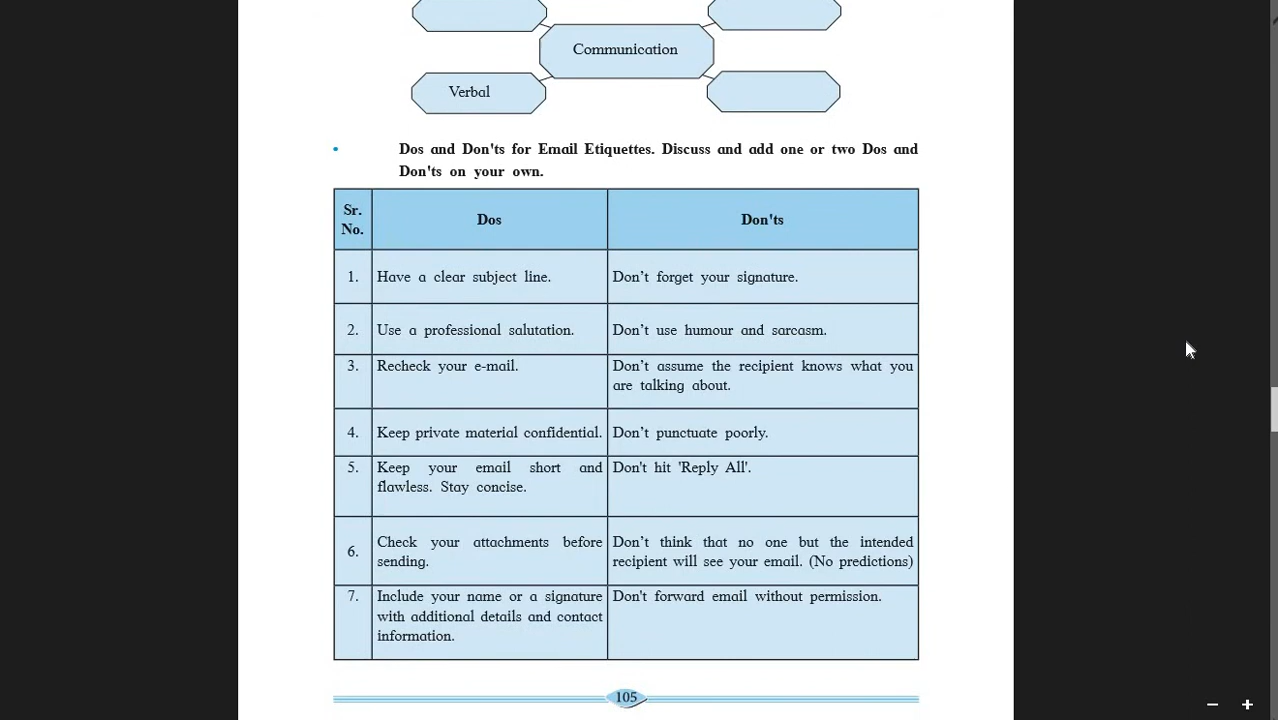 Communication
Verbal
• Dos and Don'ts for Email Etiquettes. Discuss and add one or two Dos and
Don'ts on your own.
Sr.
No.
Dos
Don'ts
1.
Have a clear subject line.
Don’t forget your signature.
2.
Use a professional salutation.
Don’t use humour and sarcasm.
3.
Recheck your e-mail.
Don’t assume the recipient knows what you
are talking about.
4.
Keep private material confidential.
Don’t punctuate poorly.
5.
Keep your email short and
flawless. Stay concise.
Don't hit 'Reply All'.
6.
Check your attachments before
sending.
Don’t think that no one but the intended
recipient will see your email. (No predictions)
7.
Include your name or a signature
with additional details and contact
information.
Don't forward email without permission.
105